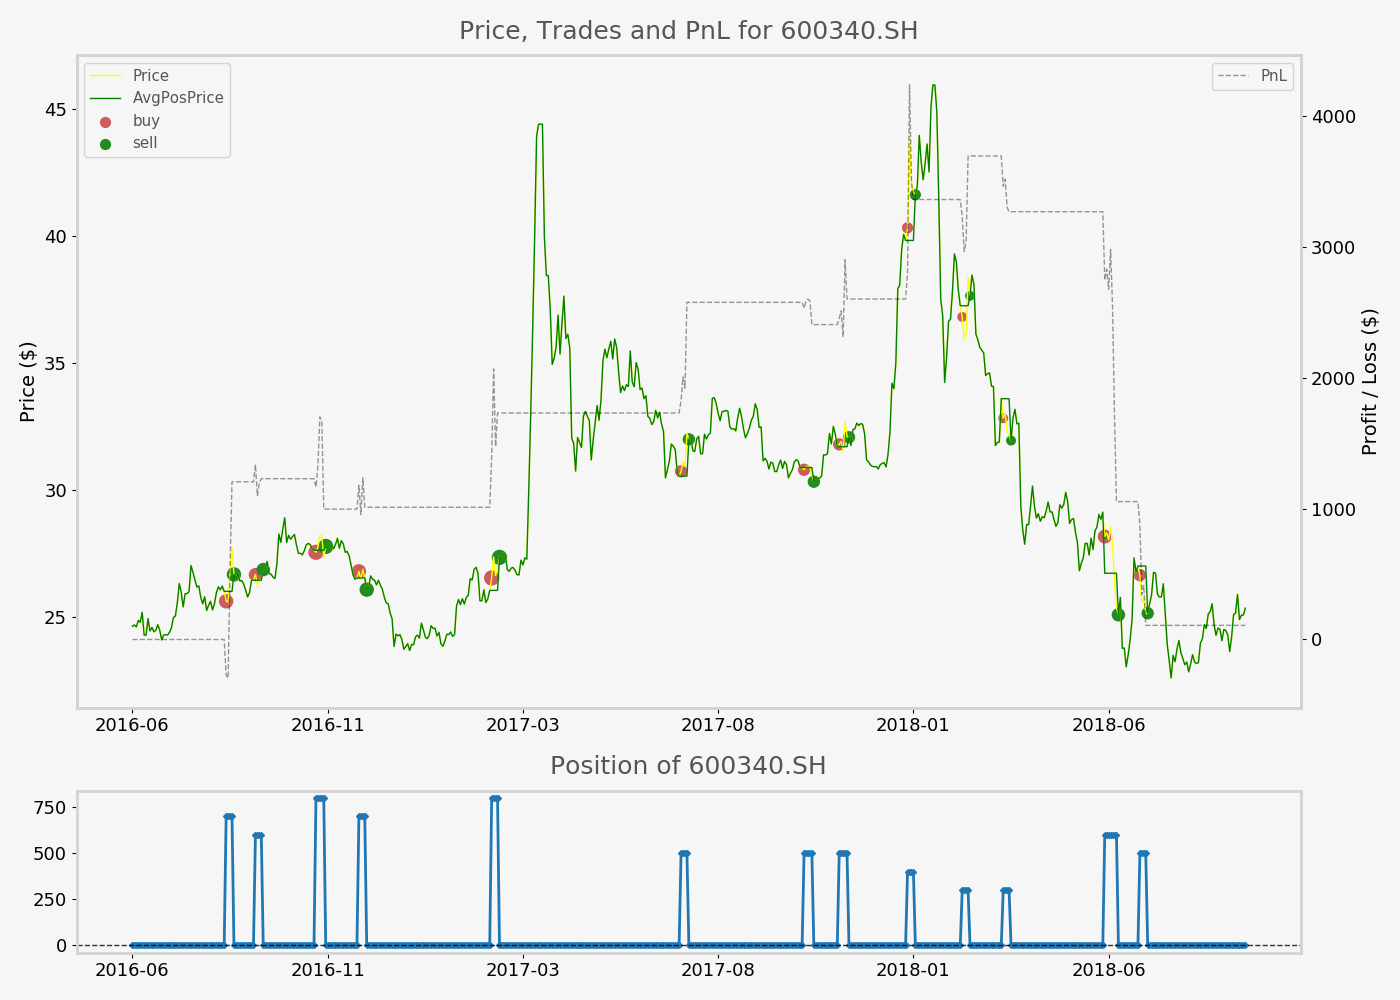 Price, Trades and PnL for 600340.SH
Price
AvgPosPrice
buy
sell
PnL
45
40
35
30
25
Price ($)
4000
3000
2000
1000
0
Profit / Loss ($)
2016-06 2016-11 2017-03 2017-08 2018-01 2018-06
Position of 600340.SH
750
500
250
0
2016-06 2016-11 2017-03 2017-08 2018-01 2018-06